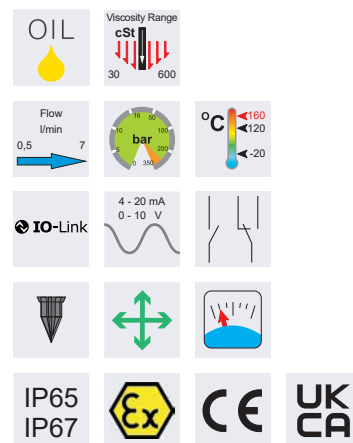 OIL
Viscosity Range
cSt
30 600
Flow
l/min
0,5 7
16 50
10 100
bar
5 200
0 350
°C
160
120
-20
IO-Link
4 - 20 mA
0 - 10 V
IP65
IP67
Ex
CE
UK
CA